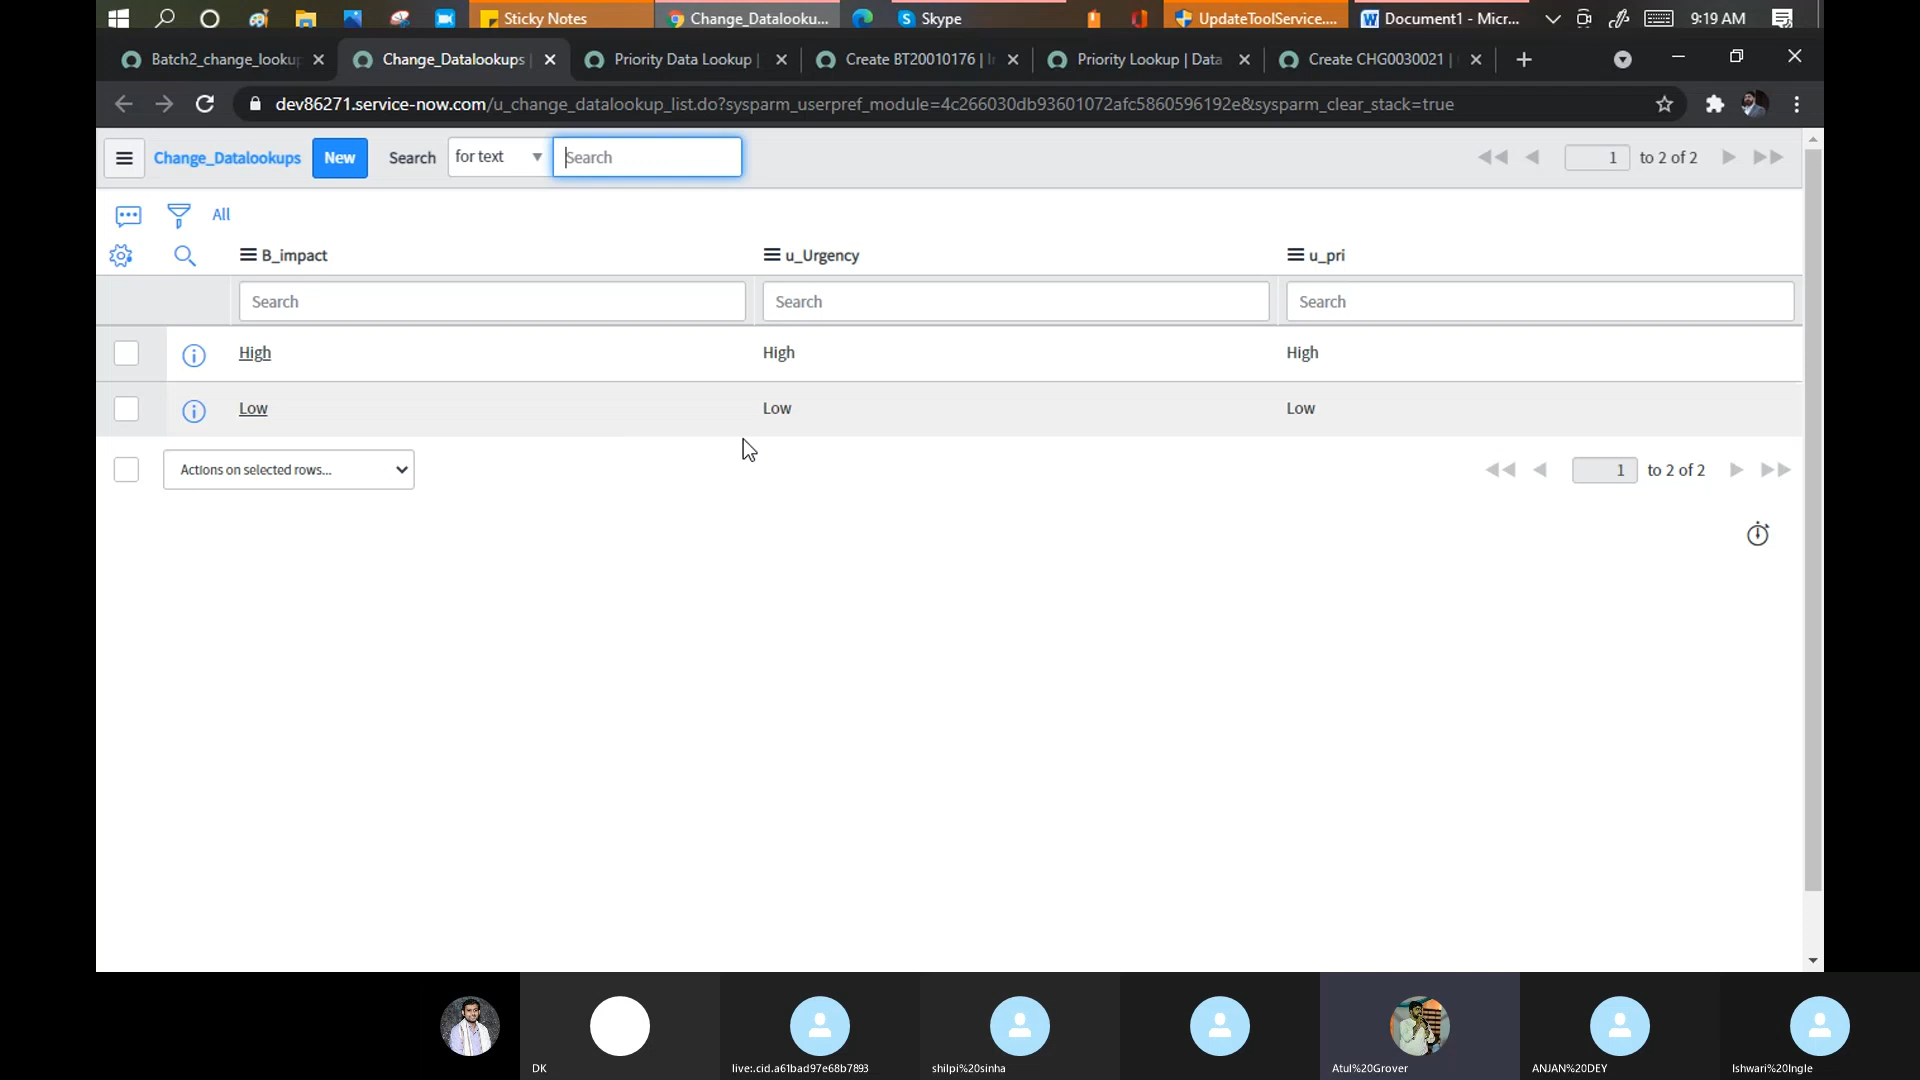 Sticky Notes
Change_Datalooku...
Skype
UpdateToolService....
Document1 - Micr...
9:19 AM
Batch2_change_looku
Change_Datalookups
Priority Data Lookup |
Create BT20010176 | I
Priority Lookup | Data
Create CHG0030021 |
dev86271.service-now.com/u_change_datalookup_list.do?sysparm_userpref_module=4c266030db93601072afc5860596192e&sysparm_clear_stack=true
Change_Datalookups
New
Search
for text
Search
1 to 2 of 2
All
B_impact
u_Urgency
u_pri
Search
Search
Search
High
High
High
Low
Low
Low
Actions on selected rows...
1 to 2 of 2
DK
live:.cid.a61bad97e68b7893
shilpi%20sinha
Atul%20Grover
ANJAN%20DEY
Ishwari%20Ingle